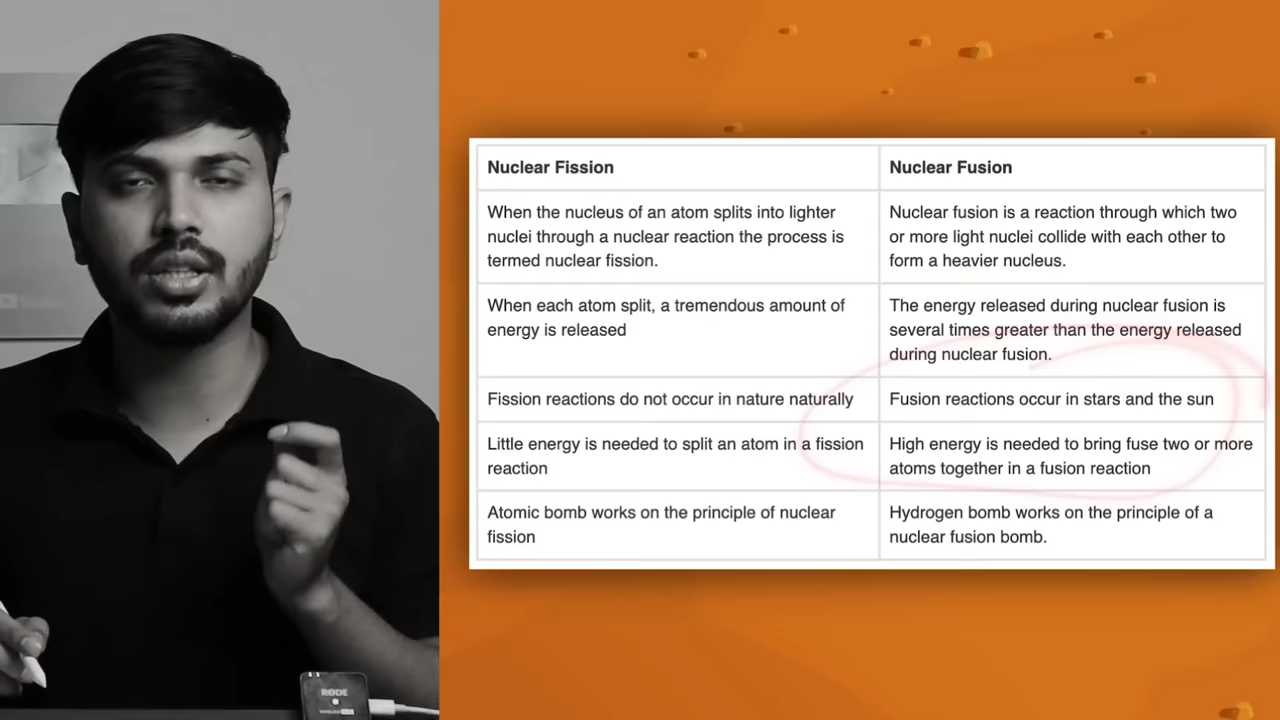 Nuclear Fission
Nuclear Fusion
When the nucleus of an atom splits into lighter
nuclei through a nuclear reaction the process is
termed nuclear fission.
Nuclear fusion is a reaction through which two
or more light nuclei collide with each other to
form a heavier nucleus.
When each atom split, a tremendous amount of
energy is released
The energy released during nuclear fusion is
several times greater than the energy released
during nuclear fusion.
Fission reactions do not occur in nature naturally
Fusion reactions occur in stars and the sun
Little energy is needed to split an atom in a fission
reaction
High energy is needed to bring fuse two or more
atoms together in a fusion reaction
Atomic bomb works on the principle of nuclear
fission
Hydrogen bomb works on the principle of a
nuclear fusion bomb.
RØDE